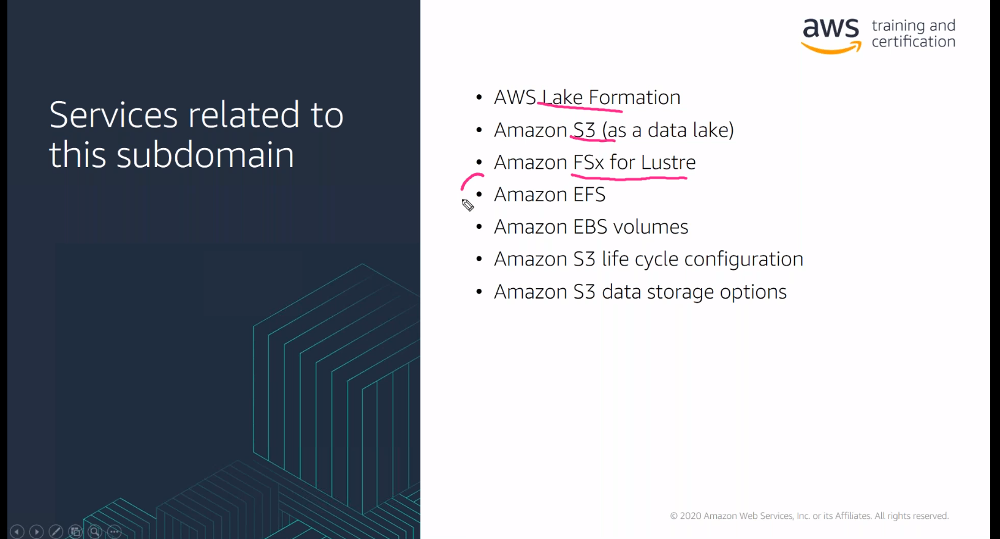 Services related to
this subdomain
aws training and
certification
• AWS Lake Formation
• Amazon S3 (as a data lake)
• Amazon FSx for Lustre
• Amazon EFS
• Amazon EBS volumes
• Amazon S3 life cycle configuration
• Amazon S3 data storage options
© 2020 Amazon Web Services, Inc. or its Affiliates. All rights reserved.